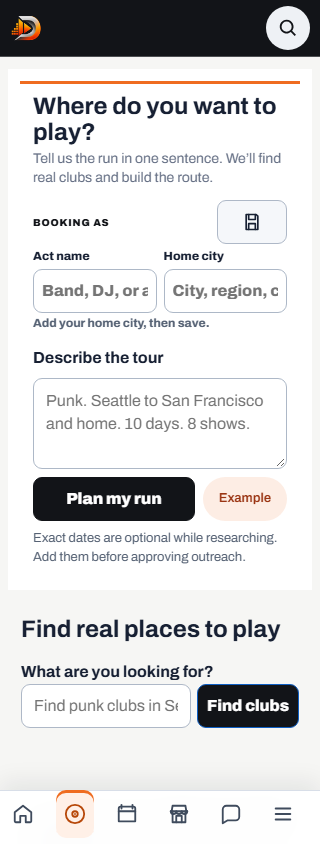 Where do you want to
play?
Tell us the run in one sentence. We’ll find
real clubs and build the route.
BOOKING AS
Act name
Home city
Band, DJ, or a
City, region, c
Add your home city, then save.
Describe the tour
Punk. Seattle to San Francisco
and home. 10 days. 8 shows.
Plan my run
Example
Exact dates are optional while researching.
Add them before approving outreach.
Find real places to play
What are you looking for?
Find punk clubs in Se
Find clubs